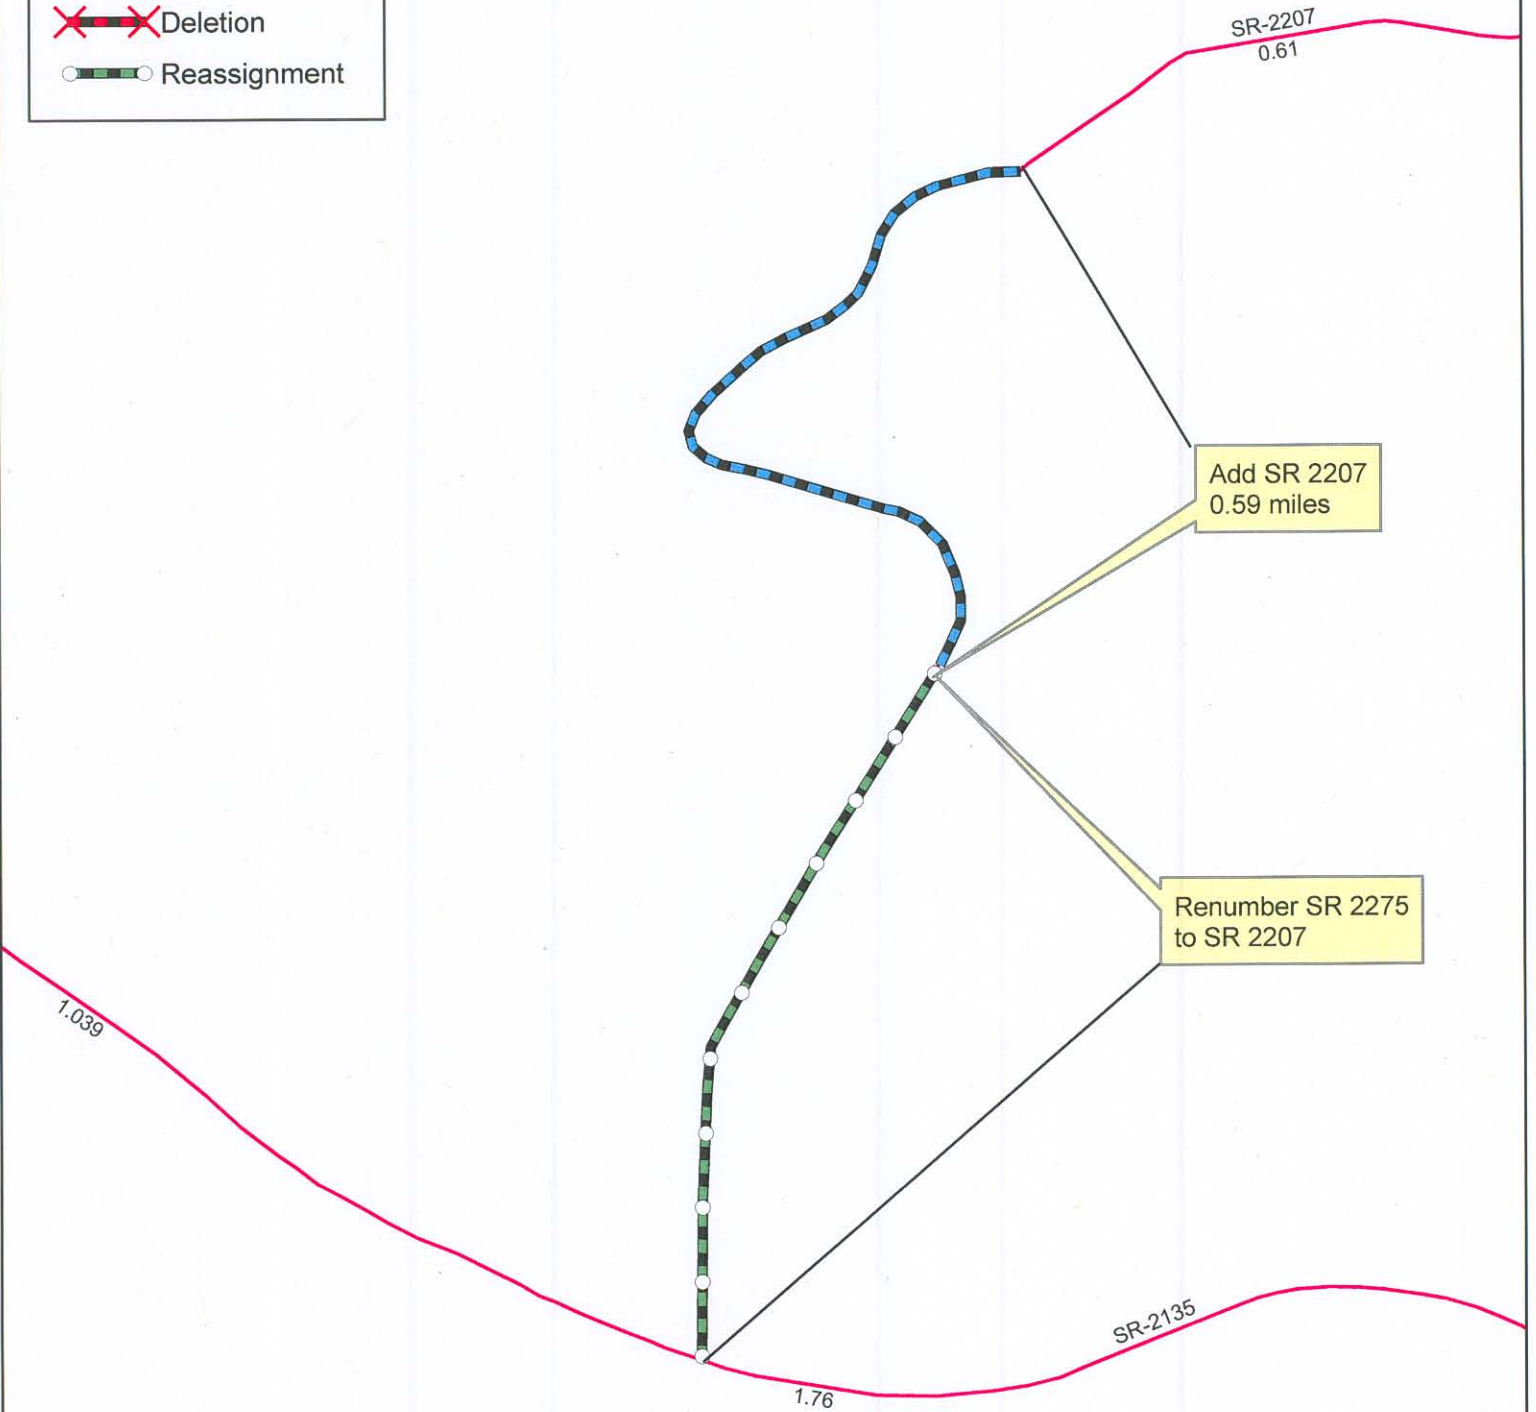 Deletion
Reassignment
SR-2207
0.61
Add SR 2207
0.59 miles
Renumber SR 2275
to SR 2207
1.039
SR-2135
1.76